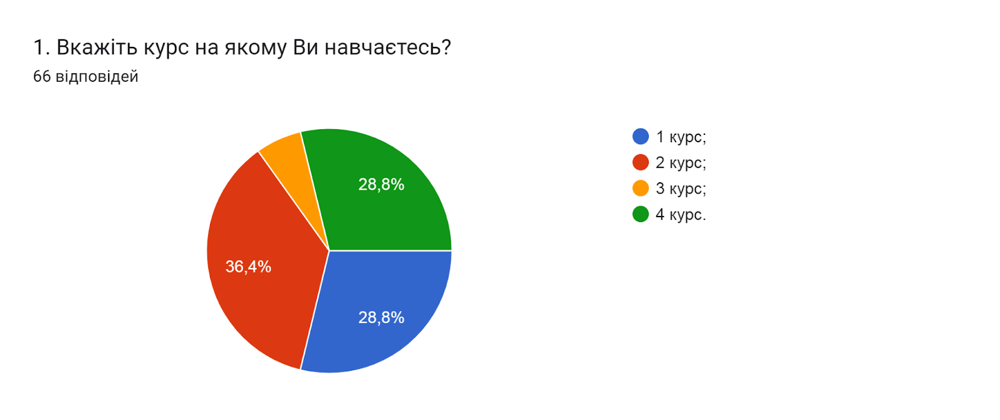 1. Вкажіть курс на якому Ви навчаєтесь?
66 відповідей
28,8%
36,4%
28,8%
1 курс;
2 курс;
3 курс;
4 курс.